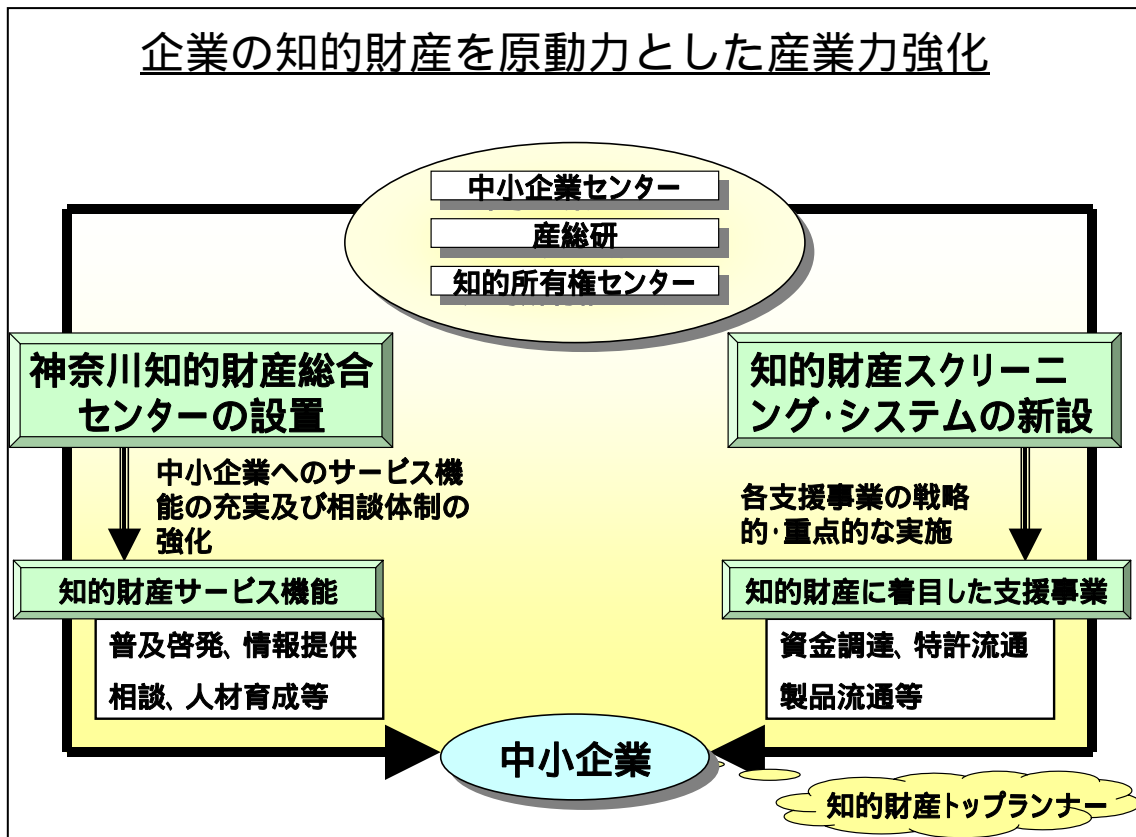 企業の知的財産を原動力とした産業力強化
中小企業センター
産総研
知的所有権センター
神奈川知的財産総合
センターの設置
中小企業へのサービス機
能の充実及び相談体制の
強化
知的財産サービス機能
普及啓発、情報提供
相談、人材育成等
知的財産スクリーニ
ング・システムの新設
各支援事業の戦略
的・重点的な実施
知的財産に着目した支援事業
資金調達、特許流通
製品流通等
中小企業
知的財産トップランナー